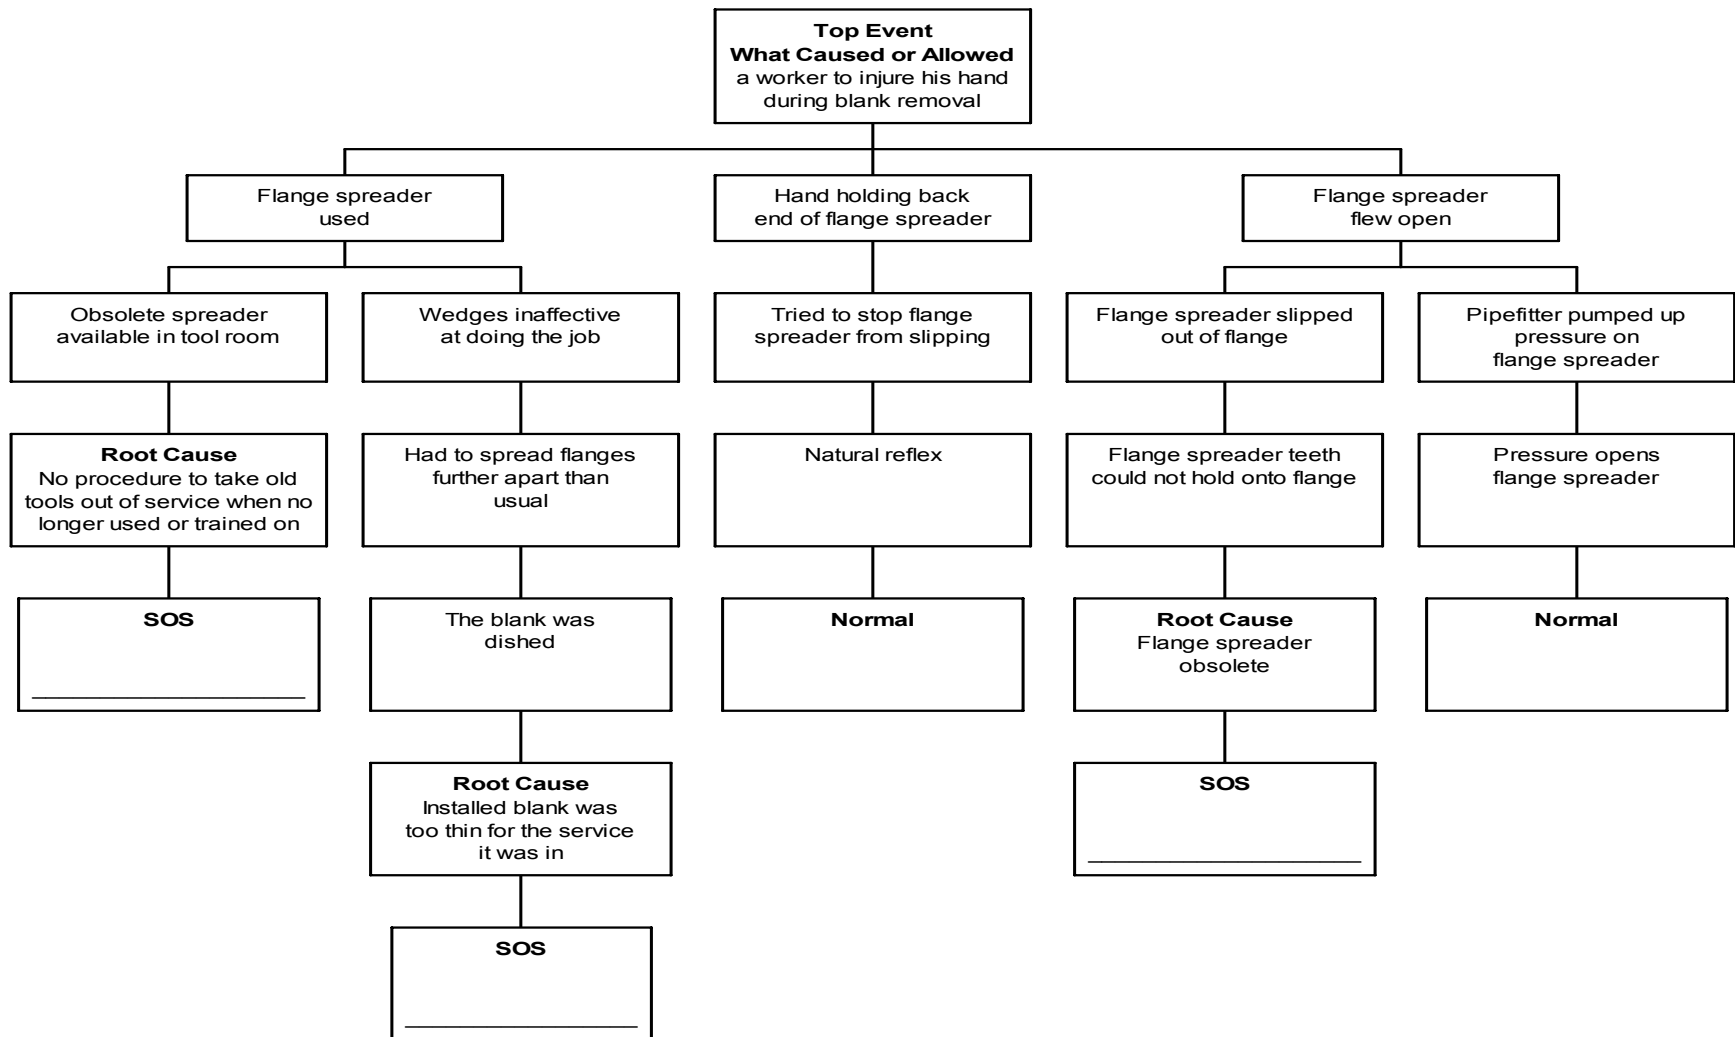 Top Event
What Caused or Allowed
a worker to injure his hand
during blank removal
Flange spreader
used
Hand holding back
end of flange spreader
Flange spreader
flew open
Obsolete spreader
available in tool room
Wedges inaffective
at doing the job
Tried to stop flange
spreader from slipping
Flange spreader slipped
out of flange
Pipefitter pumped up
pressure on
flange spreader
Root Cause
No procedure to take old
tools out of service when no
longer used or trained on
Had to spread flanges
further apart than
usual
Natural reflex
Flange spreader teeth
could not hold onto flange
Pressure opens
flange spreader
SOS
The blank was
dished
Normal
Root Cause
Flange spreader
obsolete
Normal
Root Cause
Installed blank was
too thin for the service
it was in
SOS
SOS